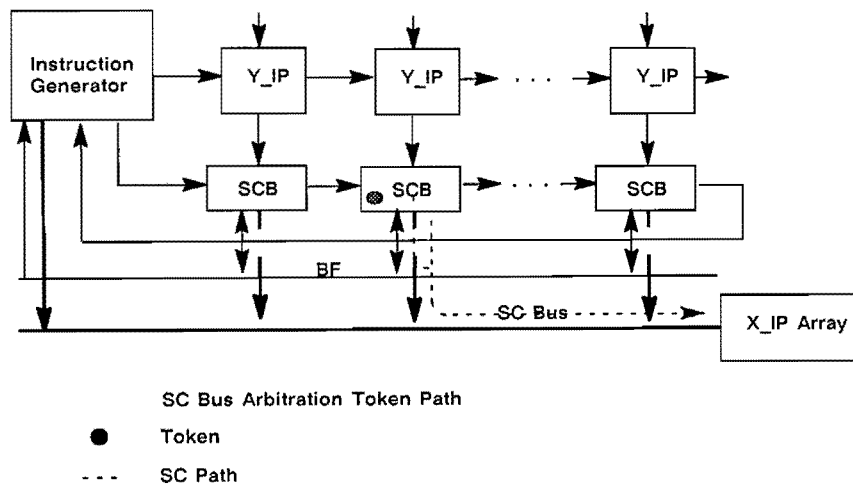 Instruction
Generator
Y_IP
Y_IP
. . .
Y_IP
SCB
SCB
. . .
SCB
BF
SC Bus
X_IP Array
SC Bus Arbitration Token Path
Token
SC Path